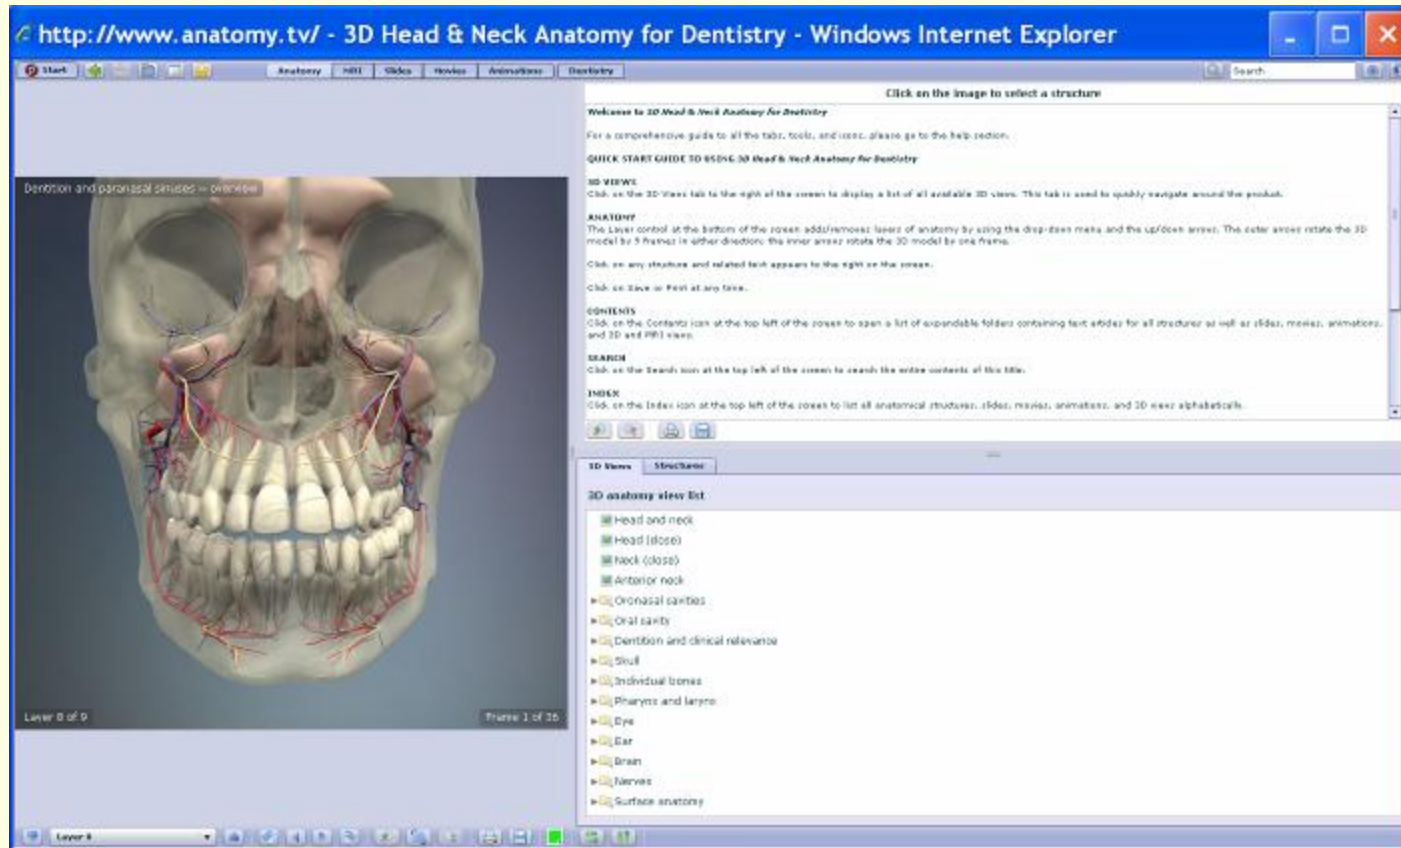 http://www.anatomy.tv/ - 3D Head & Neck Anatomy for Dentistry - Windows Internet Explorer
Start
Anatomy MRI Slides Movies Animations Dentistry
Search
Click on the image to select a structure
Welcome to 3D Head & Neck Anatomy for Dentistry
For a comprehensive guide to all the tabs, tools, and icons, please go to the help section.
QUICK START GUIDE TO USING 3D Head & Neck Anatomy for Dentistry
3D VIEWS
Click on the 3D Views tab to the right of the screen to display a list of all available 3D views. This tab is used to quickly navigate around the product.
ANATOMY
The Layer control at the bottom of the screen adds/removes layers of anatomy by using the drop-down menu and the up/down arrows. The outer arrows rotate the 3D
model by 9 frames in either direction; the inner arrows rotate the 3D model by one frame.
Click on any structure and related text appears to the right on the screen.
Click on Save or Print at any time.
CONTENTS
Click on the Contents icon at the top left of the screen to open a list of expandable folders containing text articles for all structures as well as slides, movies, animations,
and 3D and MRI views.
SEARCH
Click on the Search icon at the top left of the screen to search the entire contents of this title.
INDEX
Click on the Index icon at the top left of the screen to list all anatomical structures, slides, movies, animations, and 3D views alphabetically.
Dentition and paranasal sinuses - overview
Layer 8 of 9
Frame 1 of 36
3D Views Structures
3D anatomy view list
Head and neck
Head (close)
Neck (close)
Anterior neck
Oronasal cavities
Oral cavity
Dentition and clinical relevance
Skull
Individual bones
Pharynx and larynx
Eye
Ear
Brain
Nerves
Surface anatomy
Layer 8